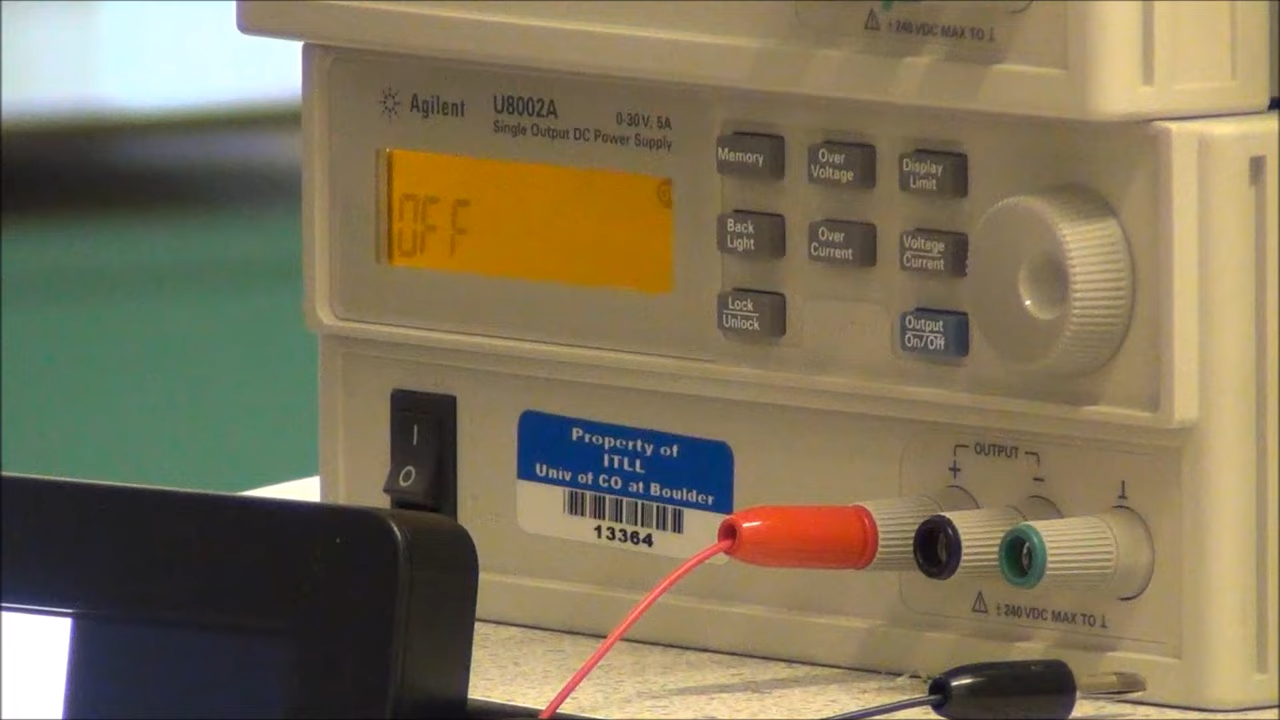 ±240 VDC MAX TO ⊥
Agilent
U8002A
0-30V, 5A
Single Output DC Power Supply
OFF
Memory
Over
Voltage
Display
Limit
Back
Light
Over
Current
Voltage
Current
Lock
Unlock
Output
On/Off
I
O
Property of
ITLL
Univ of CO at Boulder
13364
OUTPUT
+
-
⊥
±240 VDC MAX TO ⊥